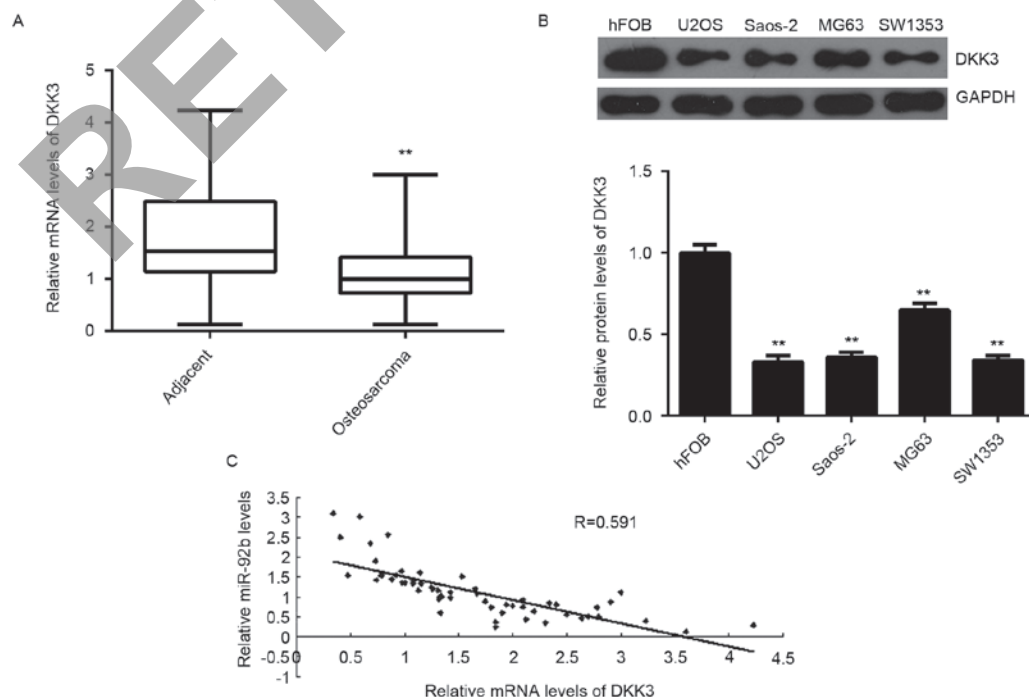 A
RET
Relative mRNA levels of DKK3
5
4
3
2
1
0
**
Adjacent
Osteosarcoma
B
hFOB U2OS Saos-2 MG63 SW1353
DKK3
GAPDH
Relative protein levels of DKK3
1.5
1.0
0.5
0.0
**
**
**
**
hFOB
U2OS
Saos-2
MG63
SW1353
C
Relative miR-92b levels
3.5
3
2.5
2
1.5
1
0.5
0
-0.5
-1
R=0.591
0 0.5 1 1.5 2 2.5 3 3.5 4 4.5
Relative mRNA levels of DKK3